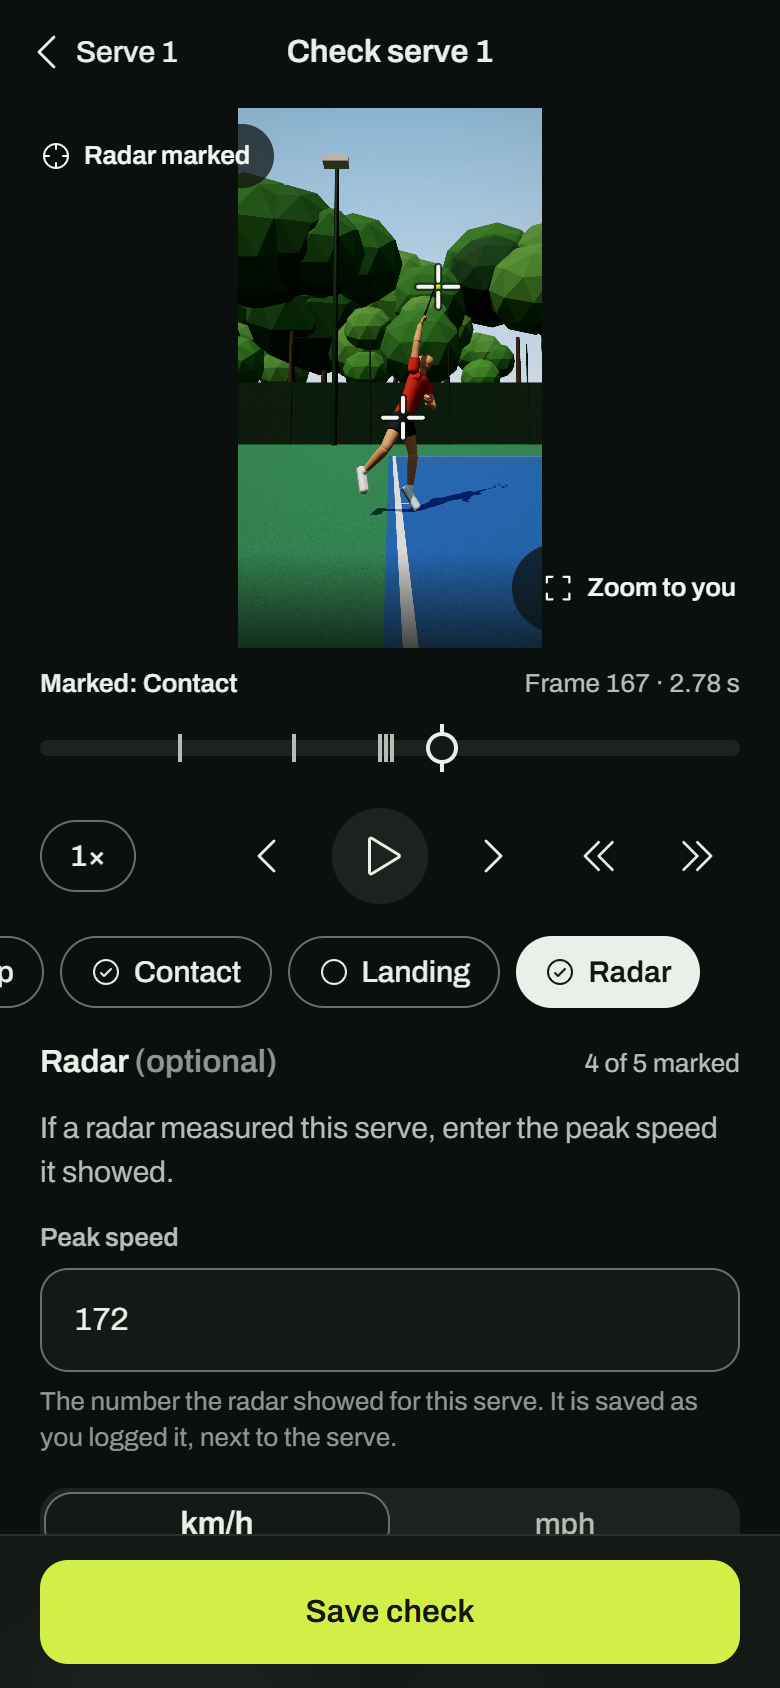 Serve 1
Check serve 1
Radar marked
Zoom to you
Marked: Contact
Frame 167 · 2.78 s
1×
p
Contact
Landing
Radar
Radar (optional)
4 of 5 marked
If a radar measured this serve, enter the peak speed
it showed.
Peak speed
172
The number the radar showed for this serve. It is saved as
you logged it, next to the serve.
km/h
mph
Save check